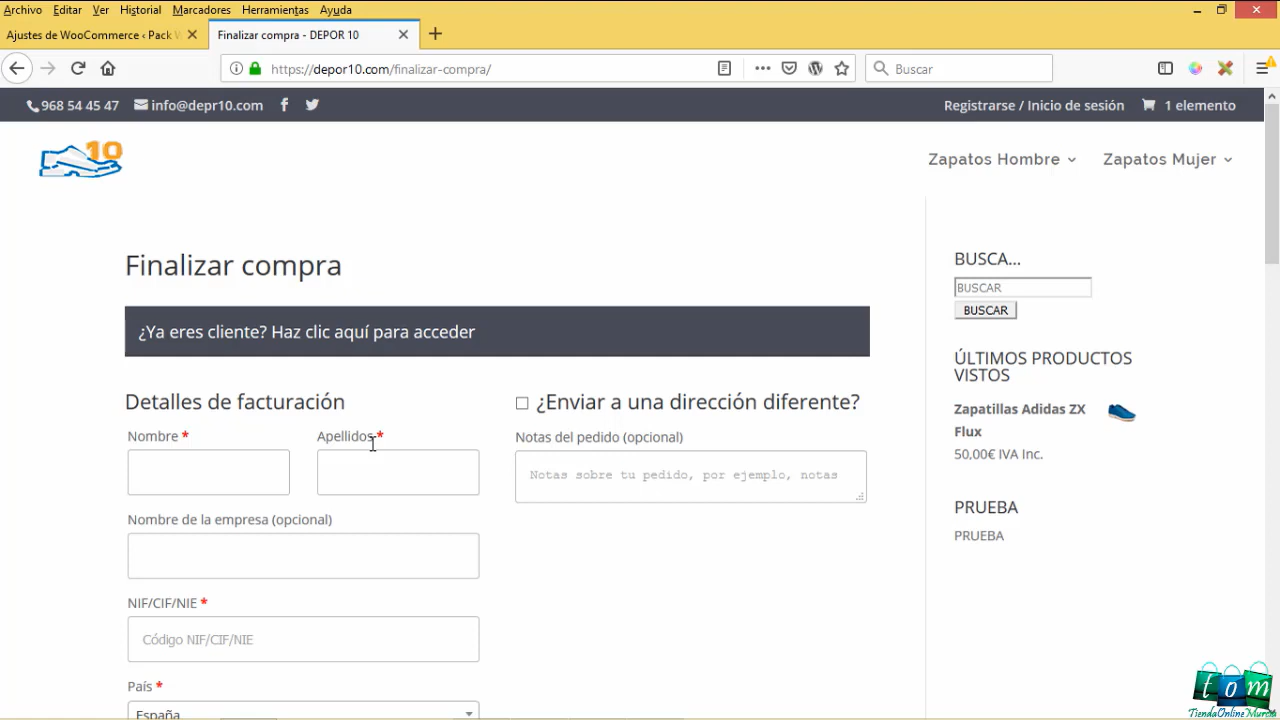 Archivo Editar Ver Historial Marcadores Herramientas Ayuda
Ajustes de WooCommerce ‹ Pack W
Finalizar compra - DEPOR 10
https://depor10.com/finalizar-compra/
Buscar
968 54 45 47 info@depr10.com
Registrarse / Inicio de sesión 1 elemento
10
Zapatos Hombre Zapatos Mujer
Finalizar compra
¿Ya eres cliente? Haz clic aquí para acceder
Detalles de facturación
Nombre *
Apellidos *
Nombre de la empresa (opcional)
NIF/CIF/NIE *
Código NIF/CIF/NIE
País *
España
¿Enviar a una dirección diferente?
Notas del pedido (opcional)
Notas sobre tu pedido, por ejemplo, notas
BUSCA...
BUSCAR
BUSCAR
ÚLTIMOS PRODUCTOS
VISTOS
Zapatillas Adidas ZX
Flux
50,00€ IVA Inc.
PRUEBA
PRUEBA
tom
TiendaOnlineMurcia